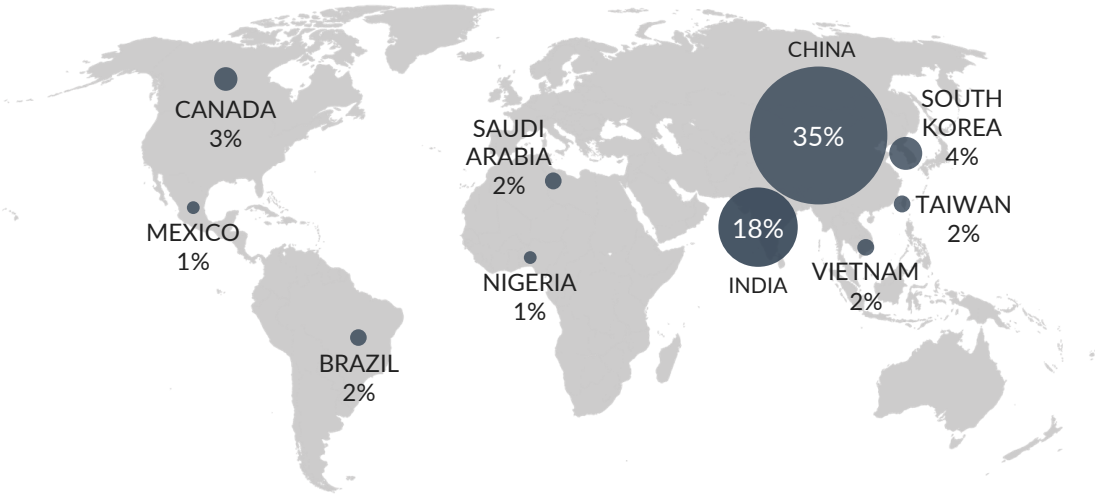 CHINA
35%
CANADA
3%
SOUTH
KOREA
4%
SAUDI
ARABIA
2%
TAIWAN
2%
MEXICO
1%
18%
INDIA
VIETNAM
2%
NIGERIA
1%
BRAZIL
2%